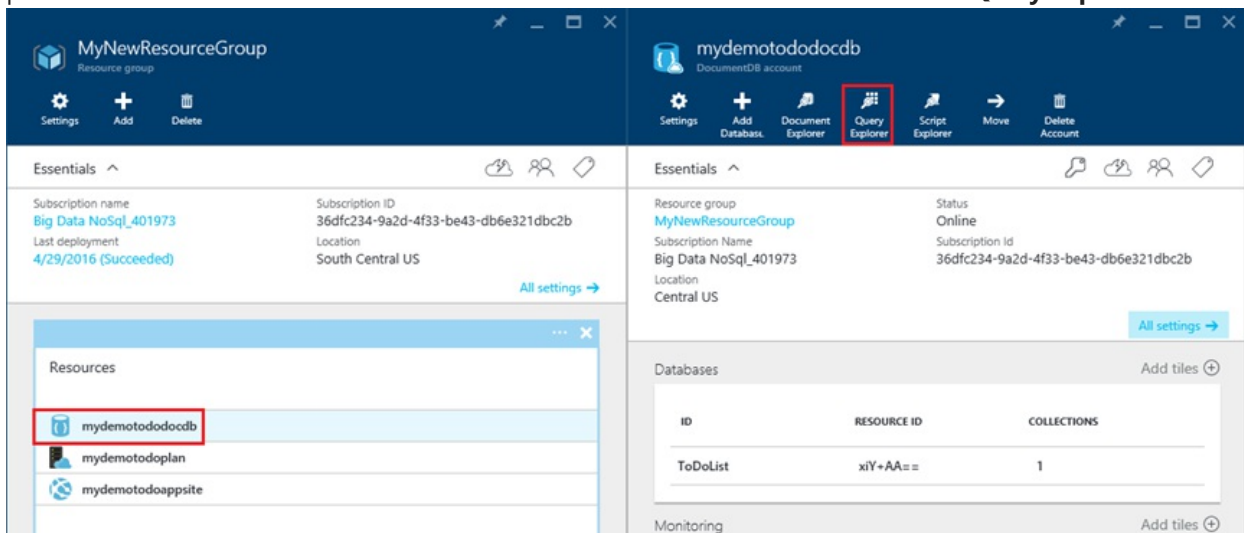 MyNewResourceGroup
Resource group
Settings
Add
Delete
Essentials
Subscription name
Big Data NoSql_401973
Last deployment
4/29/2016 (Succeeded)
Subscription ID
36dfc234-9a2d-4f33-be43-db6e321dbc2b
Location
South Central US
All settings →
Resources
mydemotododocdb
mydemotodoplan
mydemotodoappsite
mydemotododocdb
DocumentDB account
Settings
Add
Databas
Document
Explorer
Query
Explorer
Script
Explorer
Move
Delete
Account
Essentials
Resource group
MyNewResourceGroup
Subscription Name
Big Data NoSql_401973
Location
Central US
Status
Online
Subscription Id
36dfc234-9a2d-4f33-be43-db6e321dbc2b
All settings →
Databases
Add tiles
ID RESOURCE ID COLLECTIONS
ToDoList xiY+AA== 1
Monitoring
Add tiles